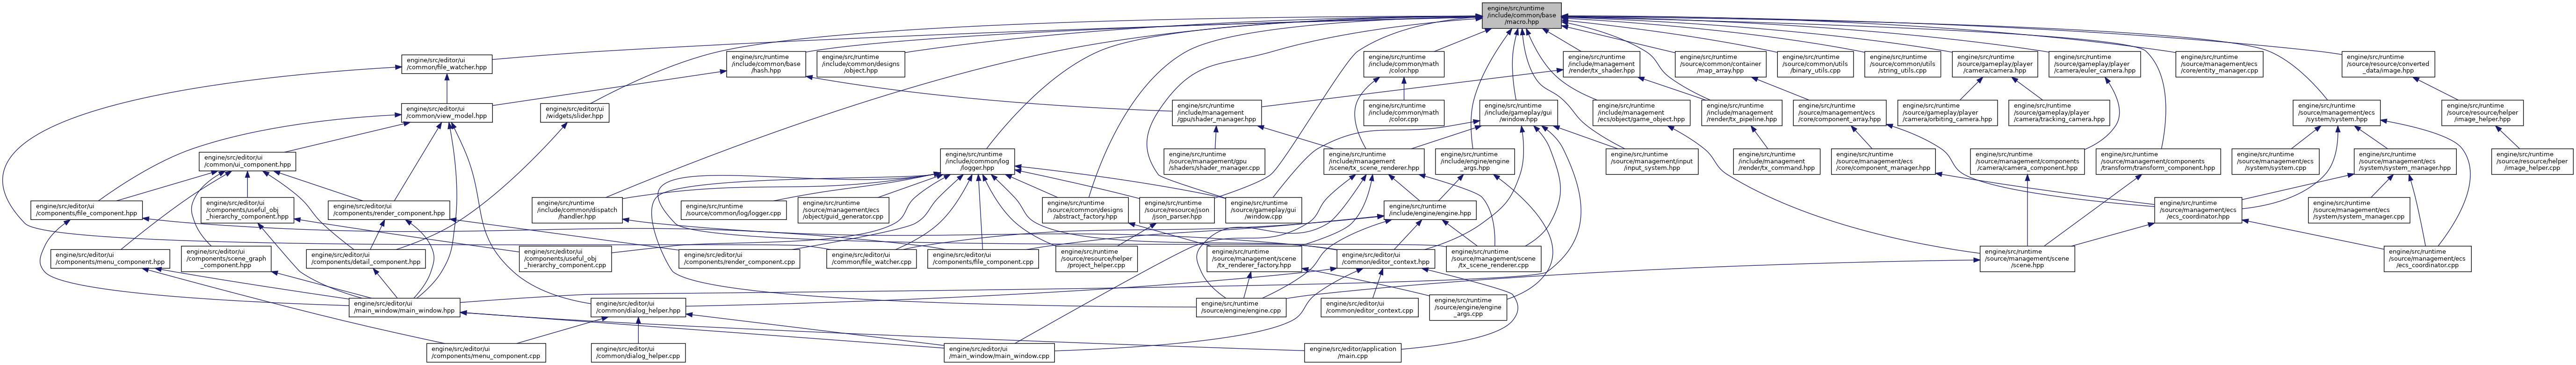 engine/src/runtime
/include/common/base
/macro.hpp
engine/src/editor/ui
/common/file_watcher.hpp
engine/src/runtime
/include/common/base
/hash.hpp
engine/src/runtime
/include/common/designs
/object.hpp
engine/src/runtime
/include/common/math
/color.hpp
engine/src/runtime
/include/management
/render/tx_shader.hpp
engine/src/runtime
/source/common/container
/map_array.hpp
engine/src/runtime
/source/common/utils
/binary_utils.cpp
engine/src/runtime
/source/common/utils
/string_utils.cpp
engine/src/runtime
/source/gameplay/player
/camera/camera.hpp
engine/src/runtime
/source/gameplay/player
/camera/euler_camera.hpp
engine/src/runtime
/source/management/ecs
/core/entity_manager.cpp
engine/src/runtime
/source/resource/converted
_data/image.hpp
engine/src/editor/ui
/common/view_model.hpp
engine/src/editor/ui
/widgets/slider.hpp
engine/src/runtime
/include/management
/gpu/shader_manager.hpp
engine/src/runtime
/include/common/math
/color.cpp
engine/src/runtime
/include/gameplay/gui
/window.hpp
engine/src/runtime
/include/management
/ecs/object/game_object.hpp
engine/src/runtime
/include/management
/render/tx_pipeline.hpp
engine/src/runtime
/source/management/ecs
/core/component_array.hpp
engine/src/runtime
/source/gameplay/player
/camera/orbiting_camera.hpp
engine/src/runtime
/source/gameplay/player
/camera/tracking_camera.hpp
engine/src/runtime
/source/management/ecs
/system/system.hpp
engine/src/runtime
/source/resource/helper
/image_helper.hpp
engine/src/editor/ui
/common/ui_component.hpp
engine/src/runtime
/include/common/log
/logger.hpp
engine/src/runtime
/source/management/gpu
/shaders/shader_manager.cpp
engine/src/runtime
/include/management
/scene/tx_scene_renderer.hpp
engine/src/runtime
/include/engine/engine
_args.hpp
engine/src/runtime
/source/management/input
/input_system.hpp
engine/src/runtime
/include/management
/render/tx_command.hpp
engine/src/runtime
/source/management/ecs
/core/component_manager.hpp
engine/src/runtime
/source/management/components
/camera/camera_component.hpp
engine/src/runtime
/source/management/components
/transform/transform_component.hpp
engine/src/runtime
/source/management/ecs
/system/system.cpp
engine/src/runtime
/source/management/ecs
/system/system_manager.hpp
engine/src/runtime
/source/resource/helper
/image_helper.cpp
engine/src/editor/ui
/components/file_component.hpp
engine/src/editor/ui
/components/useful_obj
_hierarchy_component.hpp
engine/src/editor/ui
/components/render_component.hpp
engine/src/runtime
/include/common/dispatch
/handler.hpp
engine/src/runtime
/source/common/log/logger.cpp
engine/src/runtime
/source/management/ecs
/object/guid_generator.cpp
engine/src/runtime
/source/common/designs
/abstract_factory.hpp
engine/src/runtime
/source/resource/json
/json_parser.hpp
engine/src/runtime
/source/gameplay/gui
/window.cpp
engine/src/runtime
/include/engine/engine.hpp
engine/src/runtime
/source/management/ecs
/ecs_coordinator.hpp
engine/src/runtime
/source/management/ecs
/system/system_manager.cpp
engine/src/editor/ui
/components/menu_component.hpp
engine/src/editor/ui
/components/scene_graph
_component.hpp
engine/src/editor/ui
/components/detail_component.hpp
engine/src/editor/ui
/components/useful_obj
_hierarchy_component.cpp
engine/src/editor/ui
/components/render_component.cpp
engine/src/editor/ui
/common/file_watcher.cpp
engine/src/editor/ui
/components/file_component.cpp
engine/src/runtime
/source/resource/helper
/project_helper.cpp
engine/src/runtime
/source/management/scene
/tx_renderer_factory.hpp
engine/src/editor/ui
/common/editor_context.hpp
engine/src/runtime
/source/management/scene
/tx_scene_renderer.cpp
engine/src/runtime
/source/management/scene
/scene.hpp
engine/src/runtime
/source/management/ecs
/ecs_coordinator.cpp
engine/src/editor/ui
/main_window/main_window.hpp
engine/src/editor/ui
/common/dialog_helper.hpp
engine/src/runtime
/source/engine/engine.cpp
engine/src/editor/ui
/common/editor_context.cpp
engine/src/runtime
/source/engine/engine
_args.cpp
engine/src/editor/ui
/components/menu_component.cpp
engine/src/editor/ui
/common/dialog_helper.cpp
engine/src/editor/ui
/main_window/main_window.cpp
engine/src/editor/application
/main.cpp